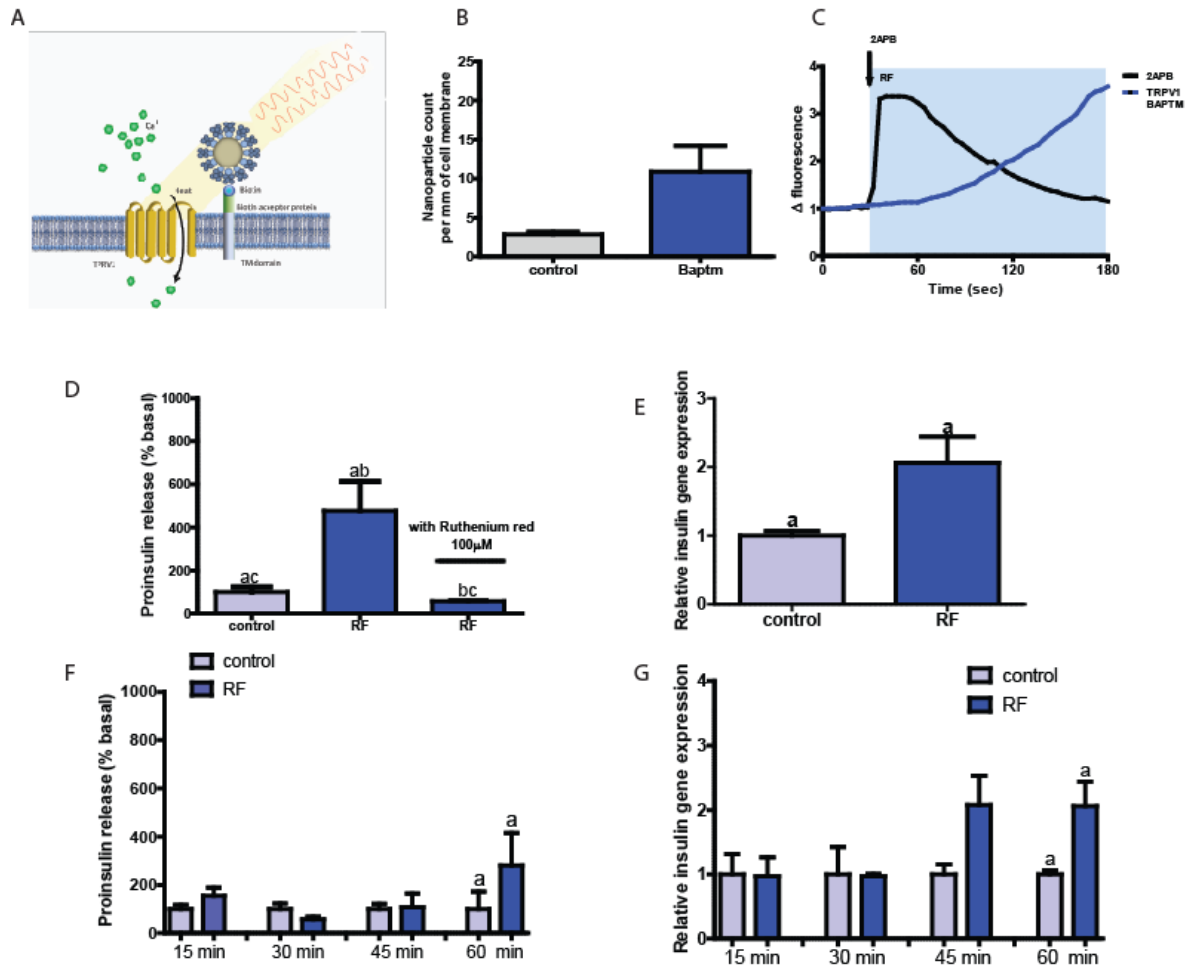 A
Biotin
Biotin acceptor protein
TM domain
B
Nanoparticle count
per mm of cell membrane
25
20
15
10
5
0
control
Baptm
C
2APB
RF
Δ fluorescence
4
3
2
1
0
0
60
120
180
Time (sec)
2APB
TRPV1
BAPTM
D
Proinsulin release (% basal)
1000
800
600
400
200
0
ac
ab
with Ruthenium red
100µM
bc
control
RF
RF
E
Relative insulin gene expression
3
2
1
0
a
a
control
RF
F
control
RF
Proinsulin release (% basal)
1000
800
600
400
200
0
a
a
15 min
30 min
45 min
60 min
G
control
RF
Relative insulin gene expression
4
3
2
1
0
a
a
15 min
30 min
45 min
60 min